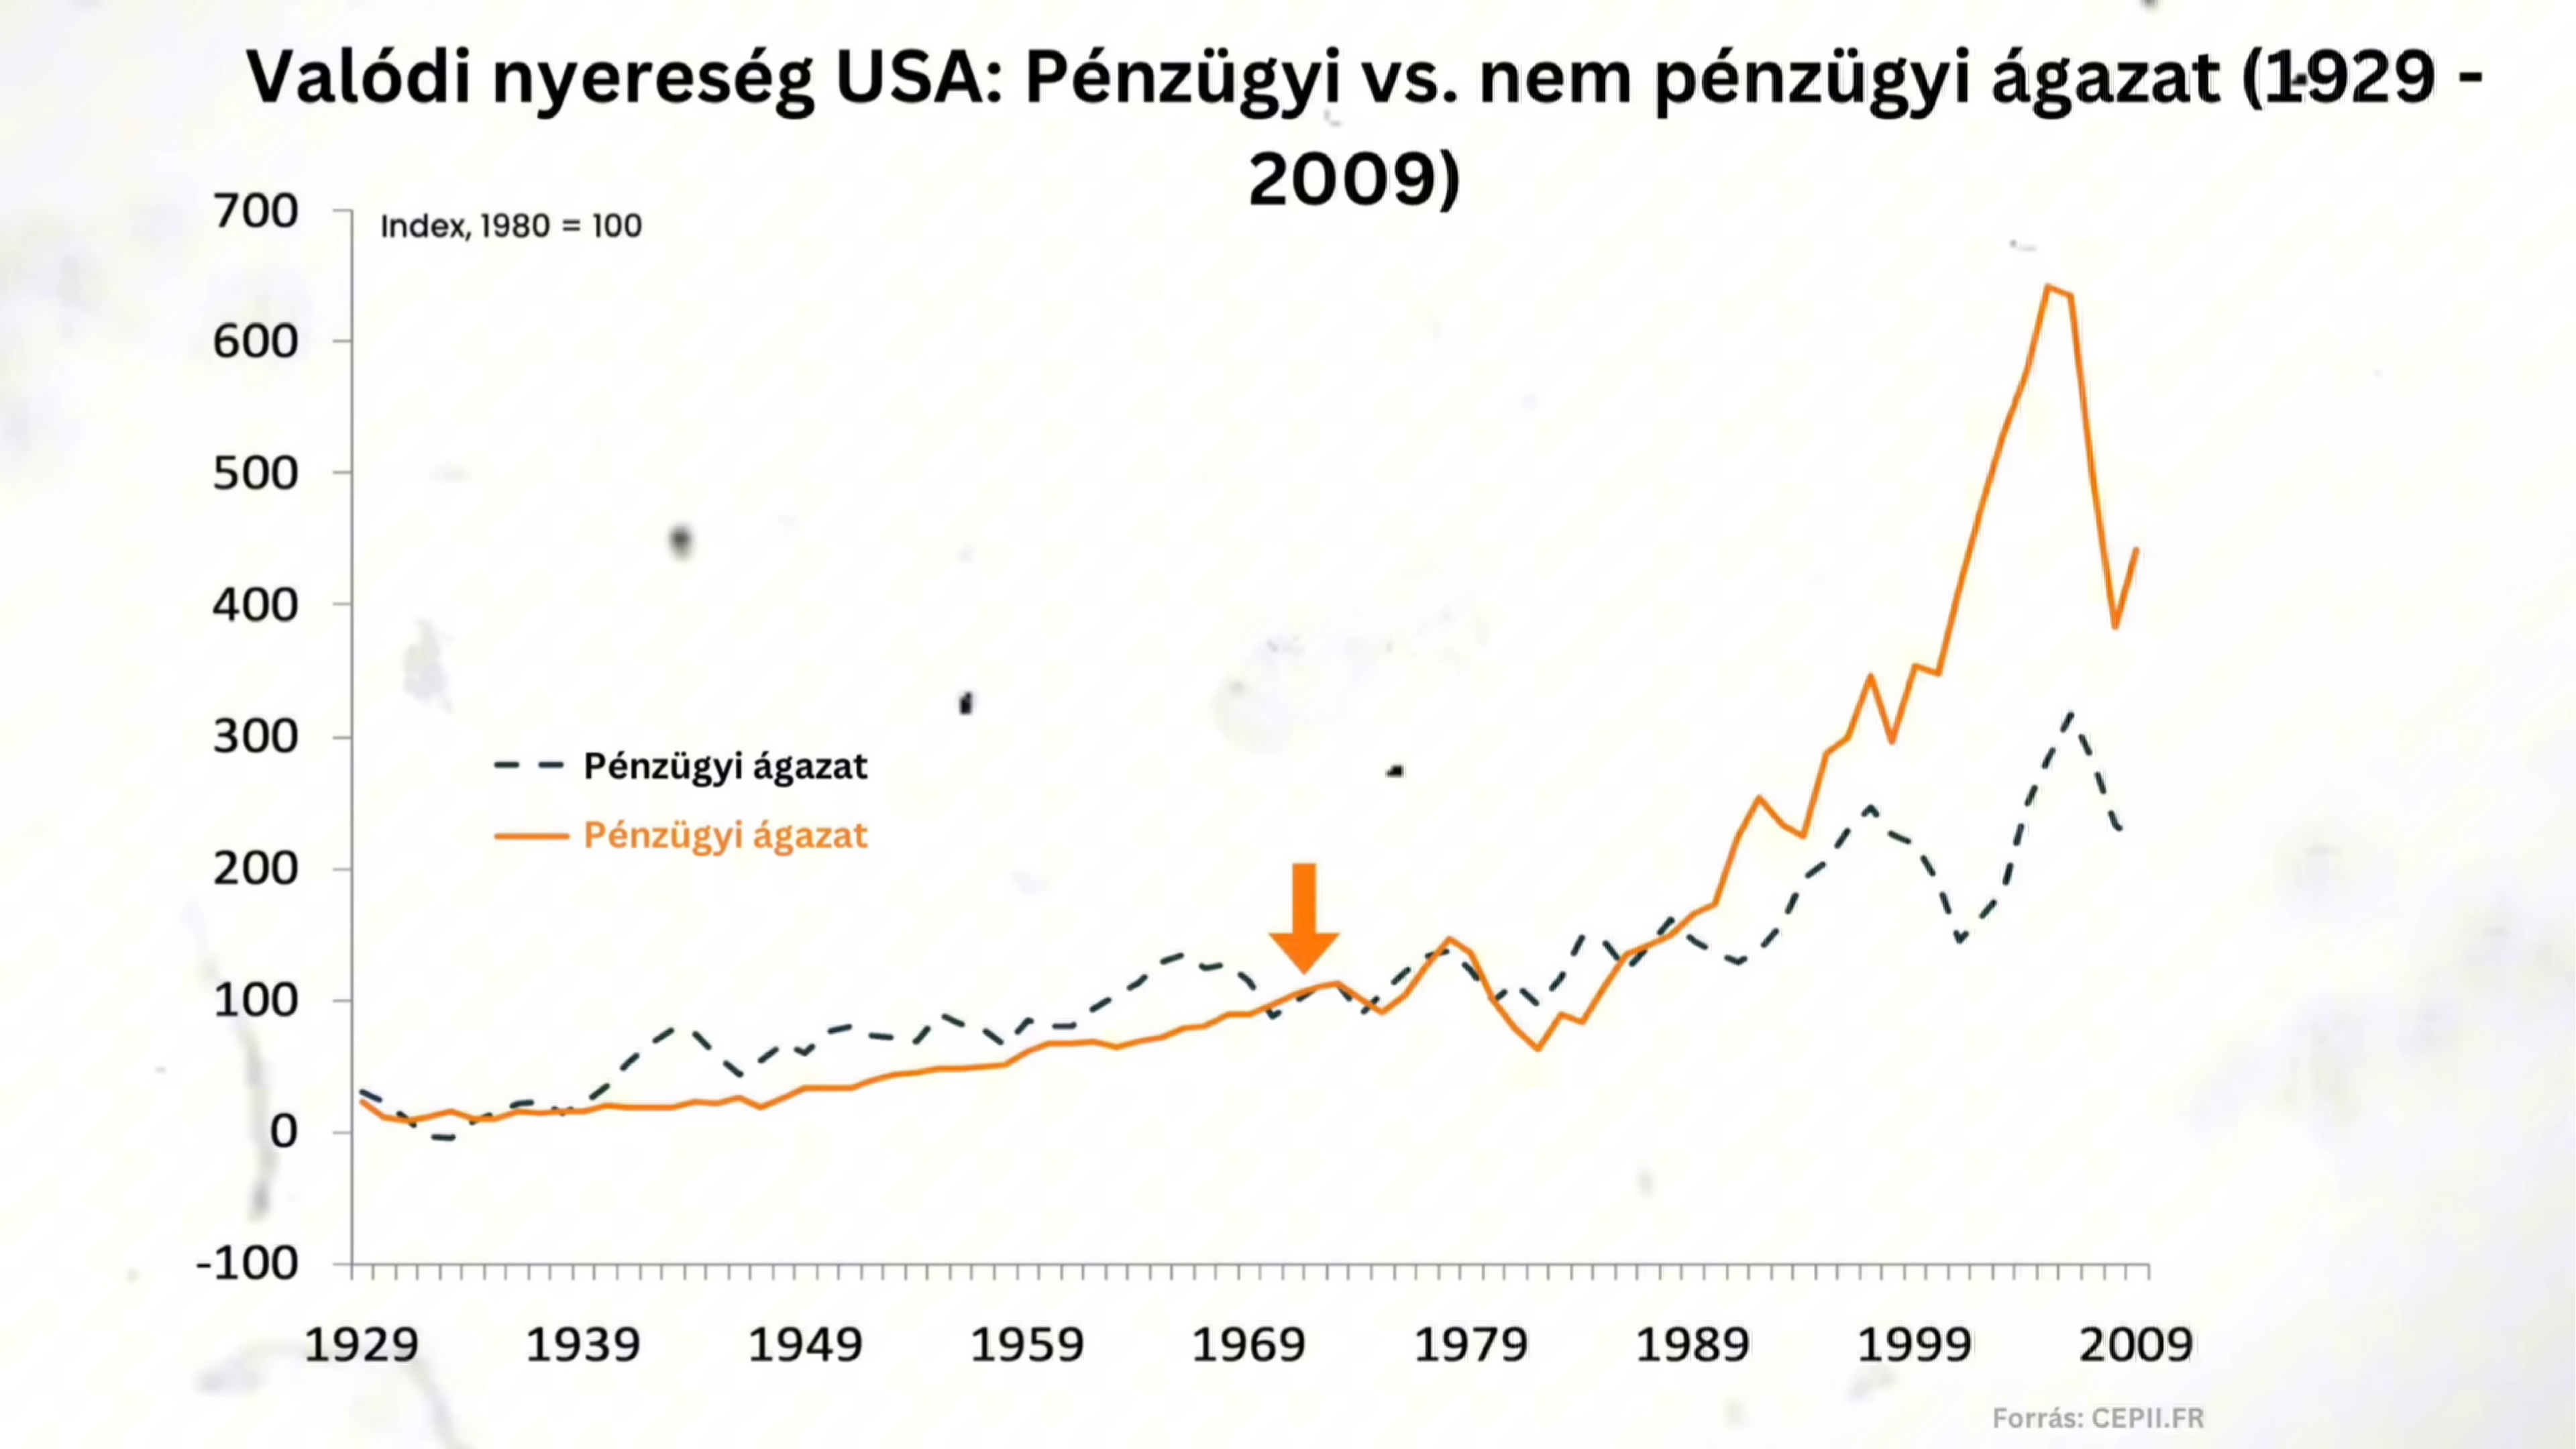 Valódi nyereség USA: Pénzügyi vs. nem pénzügyi ágazat (1929 -
2009)
Index, 1980 = 100
700
600
500
400
300
200
100
0
-100
Pénzügyi ágazat
Pénzügyi ágazat
1929 1939 1949 1959 1969 1979 1989 1999 2009
Forrás: CEPII.FR